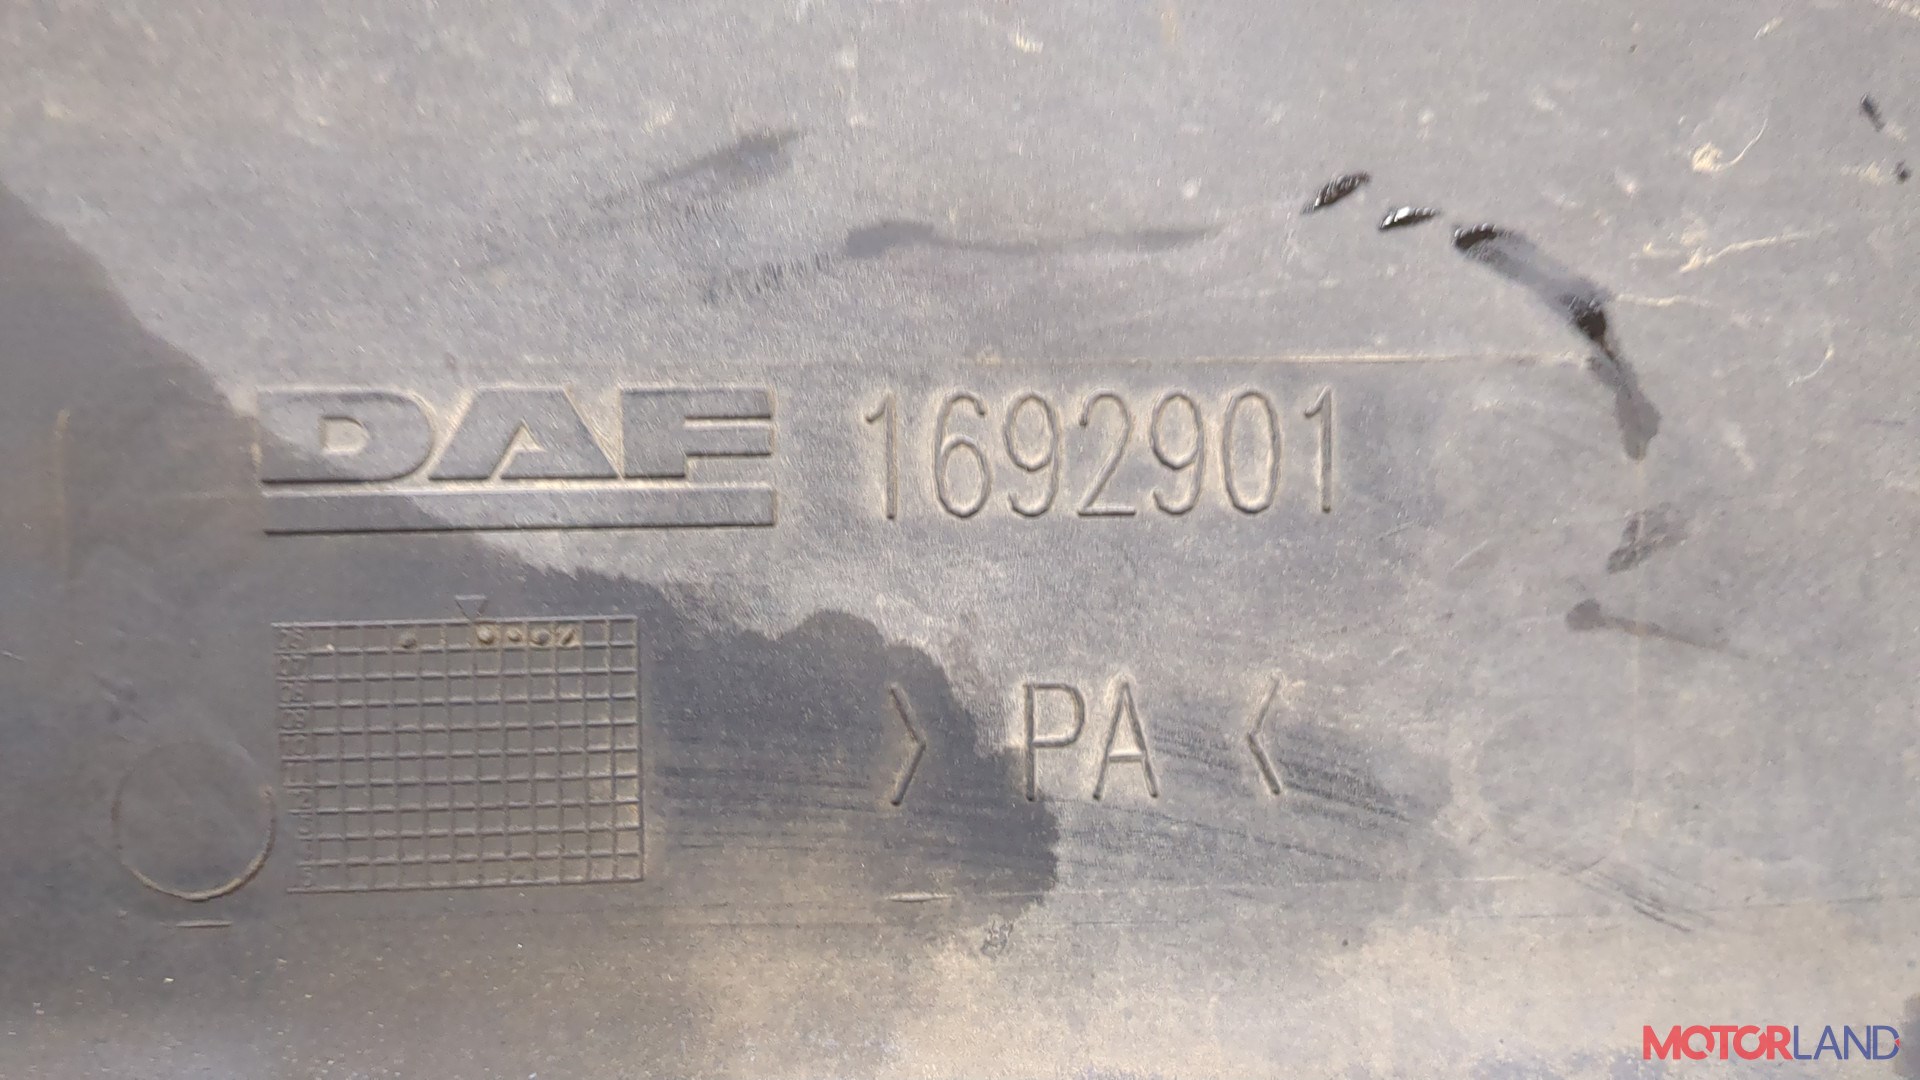 DAF 1692901
> PA <
MOTORLAND